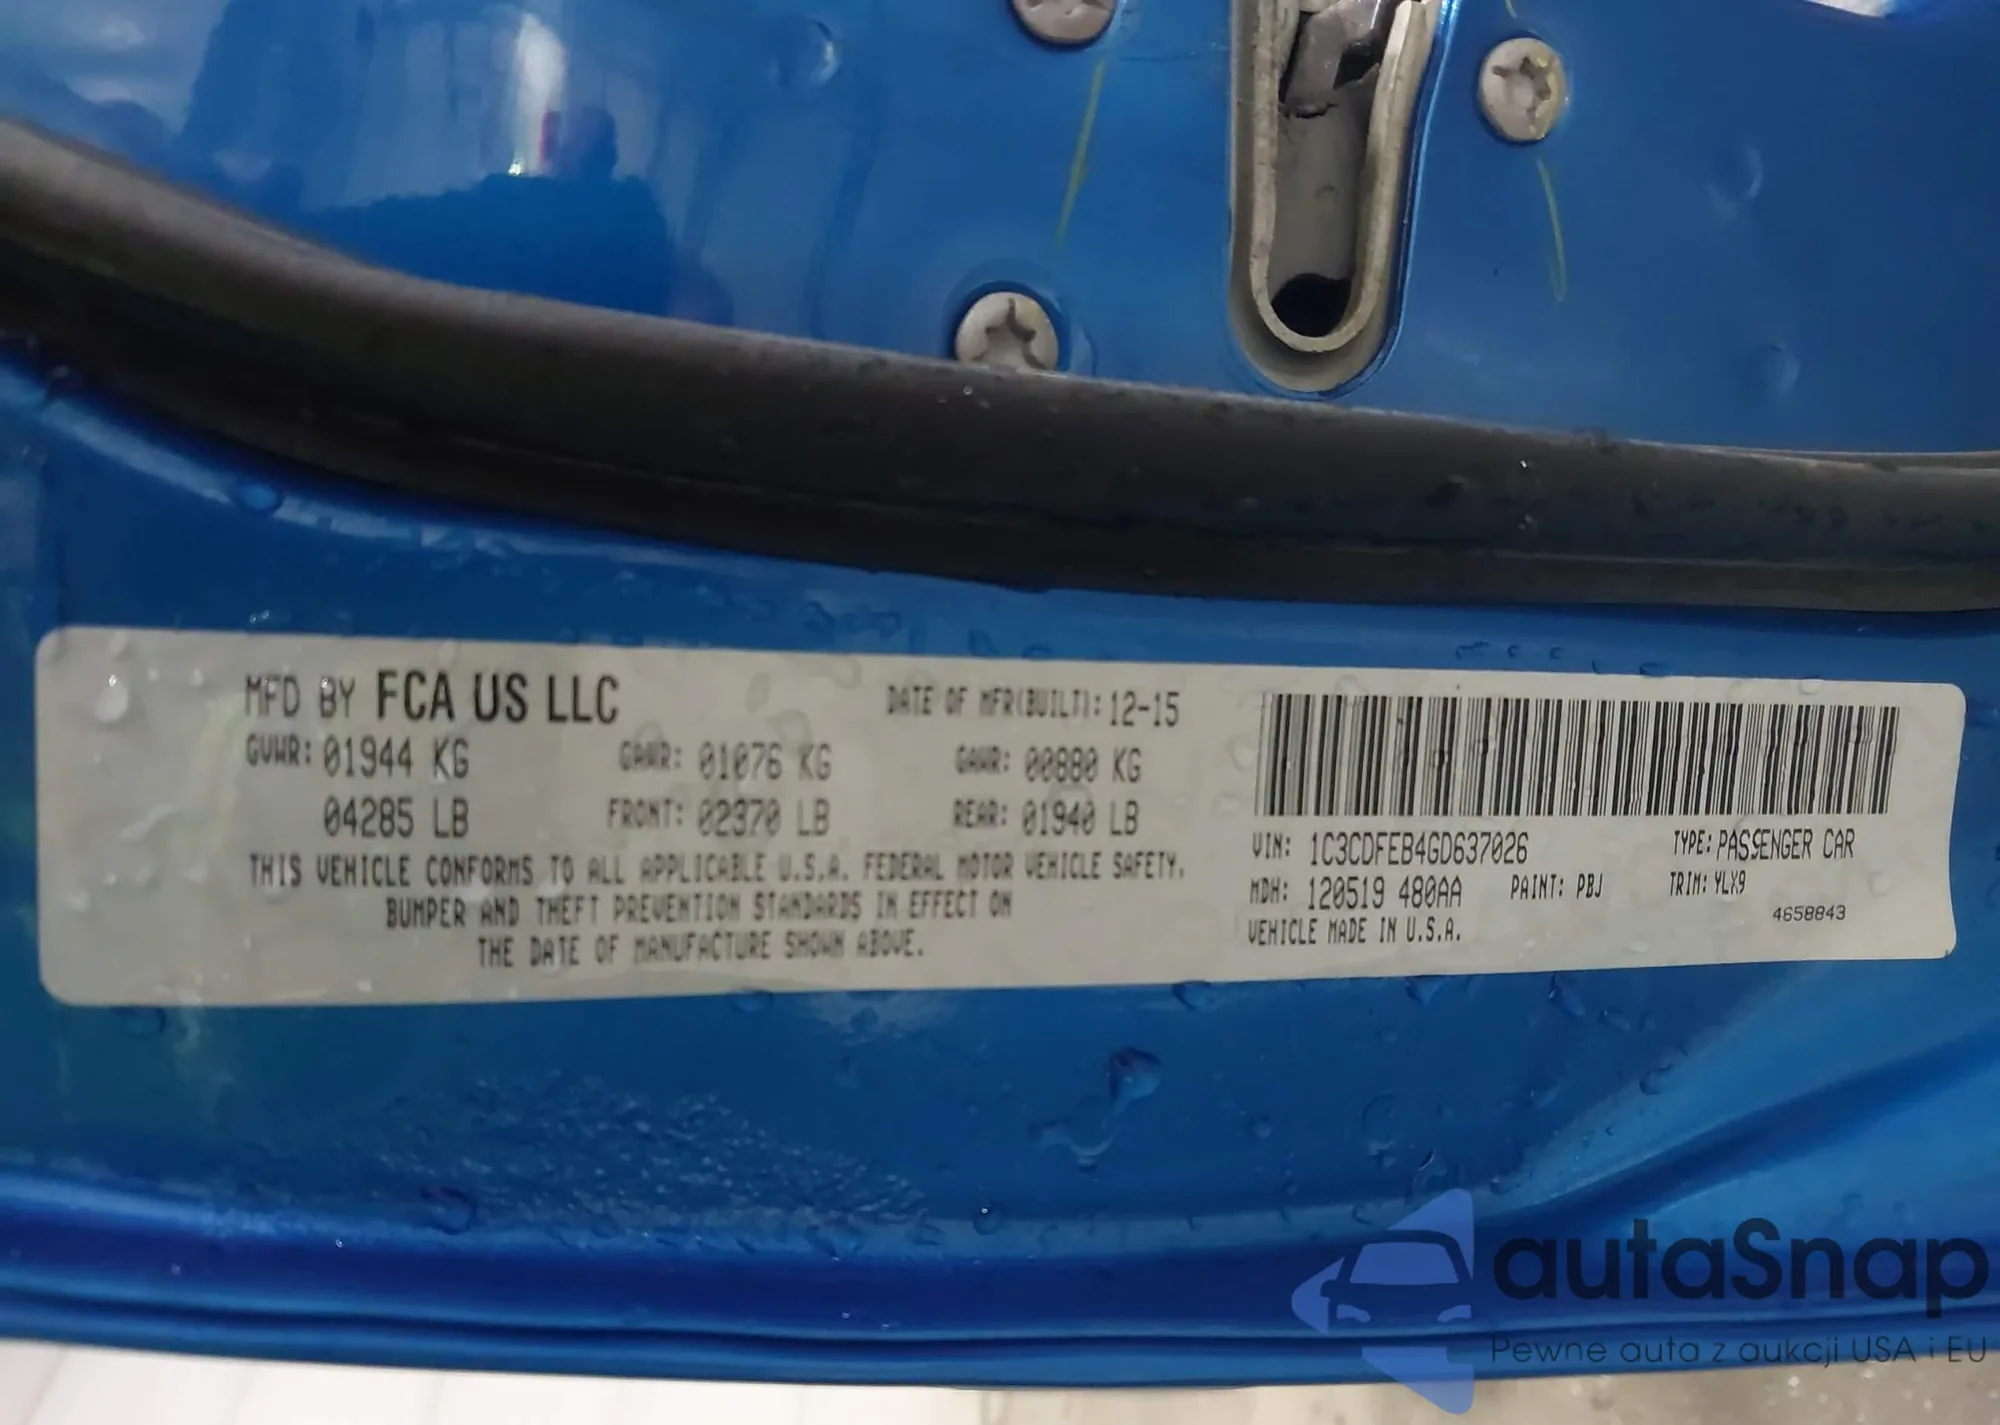 MFD BY FCA US LLC
DATE OF MFR(BUILT): 12-15
GVWR: 01944 KG GAWR: 01076 KG GAWR: 00880 KG
04285 LB FRONT: 02370 LB REAR: 01940 LB
THIS VEHICLE CONFORMS TO ALL APPLICABLE U.S.A. FEDERAL MOTOR VEHICLE SAFETY,
BUMPER AND THEFT PREVENTION STANDARDS IN EFFECT ON
THE DATE OF MANUFACTURE SHOWN ABOVE.
VIN: 1C3CDFEB4GD637026 TYPE: PASSENGER CAR
MDH: 120519 480AA PAINT: PBJ TRIM: YLX9
VEHICLE MADE IN U.S.A. 4658843
autaSnap
Pewne auta z aukcji USA i EU